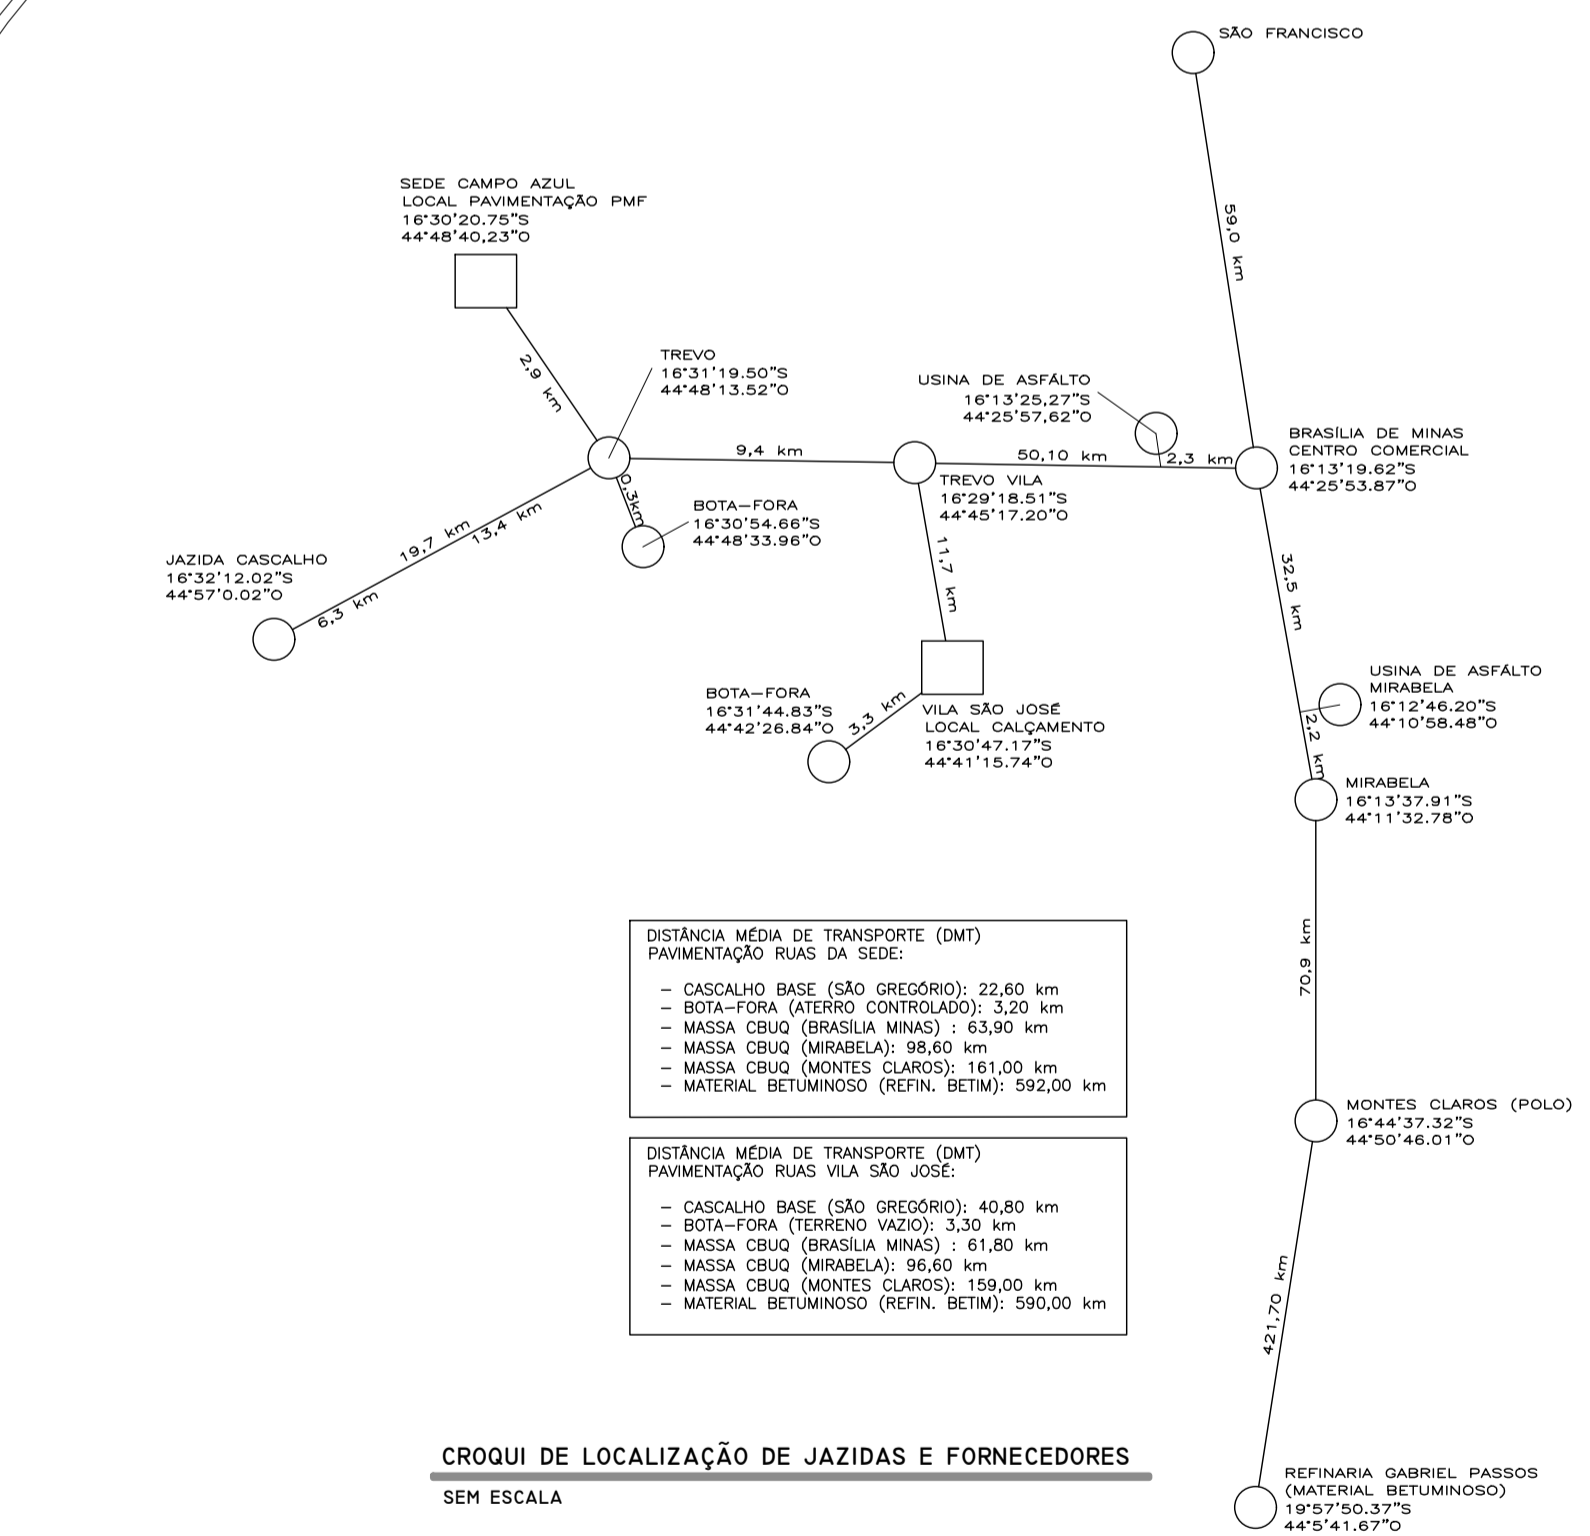 SÃO FRANCISCO
59,0 km
SEDE CAMPO AZUL
LOCAL PAVIMENTAÇÃO PMF
16°30'20.75"S
44°48'40,23"O
2,9 km
TREVO
16°31'19.50"S
44°48'13.52"O
USINA DE ASFÁLTO
16°13'25,27"S
44°25'57,62"O
9,4 km
50,10 km
2,3 km
BRASÍLIA DE MINAS
CENTRO COMERCIAL
16°13'19.62"S
44°25'53.87"O
TREVO VILA
16°29'18.51"S
44°45'17.20"O
0,3km
BOTA-FORA
16°30'54.66"S
44°48'33.96"O
19,7 km
13,4 km
6,3 km
JAZIDA CASCALHO
16°32'12.02"S
44°57'0.02"O
11,7 km
32,5 km
BOTA-FORA
16°31'44.83"S
44°42'26.84"O
3,3 km
VILA SÃO JOSÉ
LOCAL CALÇAMENTO
16°30'47.17"S
44°41'15.74"O
USINA DE ASFÁLTO
MIRABELA
16°12'46.20"S
44°10'58.48"O
2,2 km
MIRABELA
16°13'37.91"S
44°11'32.78"O
70,9 km
DISTÂNCIA MÉDIA DE TRANSPORTE (DMT)
PAVIMENTAÇÃO RUAS DA SEDE:
- CASCALHO BASE (SÃO GREGÓRIO): 22,60 km
- BOTA-FORA (ATERRO CONTROLADO): 3,20 km
- MASSA CBUQ (BRASÍLIA MINAS) : 63,90 km
- MASSA CBUQ (MIRABELA): 98,60 km
- MASSA CBUQ (MONTES CLAROS): 161,00 km
- MATERIAL BETUMINOSO (REFIN. BETIM): 592,00 km
MONTES CLAROS (POLO)
16°44'37.32"S
44°50'46.01"O
DISTÂNCIA MÉDIA DE TRANSPORTE (DMT)
PAVIMENTAÇÃO RUAS VILA SÃO JOSÉ:
- CASCALHO BASE (SÃO GREGÓRIO): 40,80 km
- BOTA-FORA (TERRENO VAZIO): 3,30 km
- MASSA CBUQ (BRASÍLIA MINAS) : 61,80 km
- MASSA CBUQ (MIRABELA): 96,60 km
- MASSA CBUQ (MONTES CLAROS): 159,00 km
- MATERIAL BETUMINOSO (REFIN. BETIM): 590,00 km
421,70 km
CROQUI DE LOCALIZAÇÃO DE JAZIDAS E FORNECEDORES
SEM ESCALA
REFINARIA GABRIEL PASSOS
(MATERIAL BETUMINOSO)
19°57'50.37"S
44°5'41.67"O